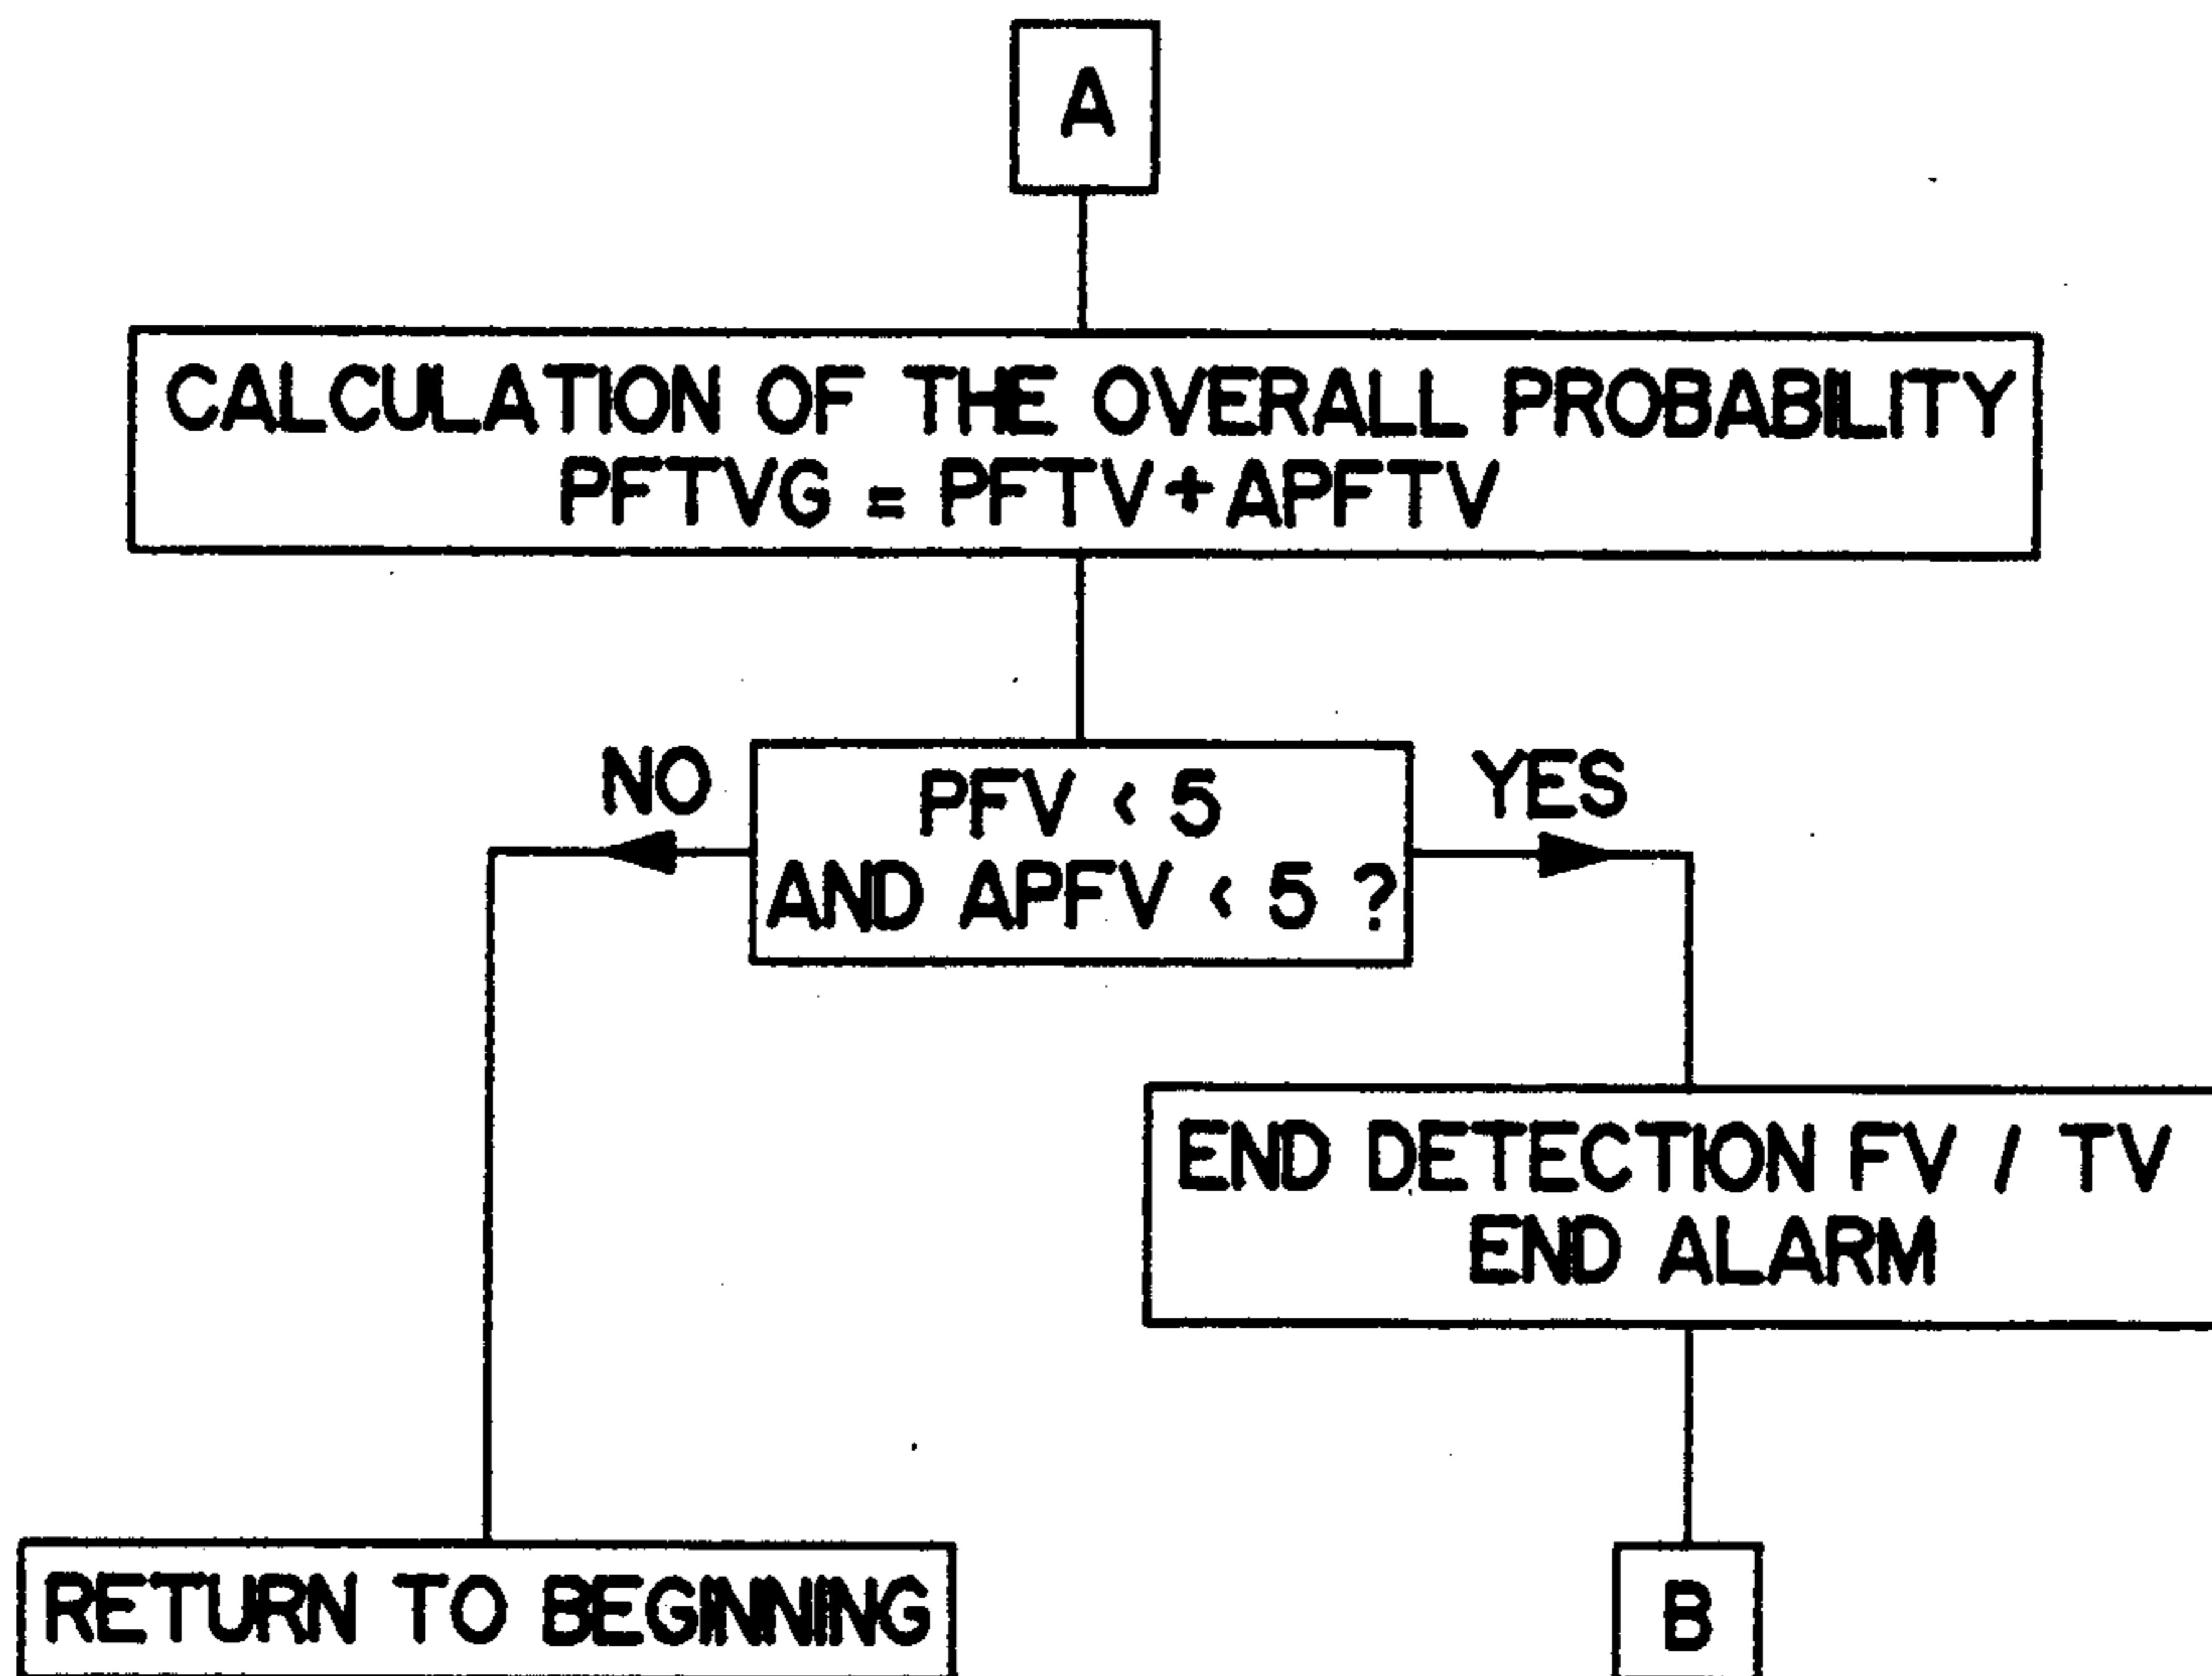 A
CALCULATION OF THE OVERALL PROBABILITY
PFTVG = PFTV+APFTV
NO
PFV < 5
AND APFV < 5 ?
YES
END DETECTION FV / TV
END ALARM
RETURN TO BEGINNING
B